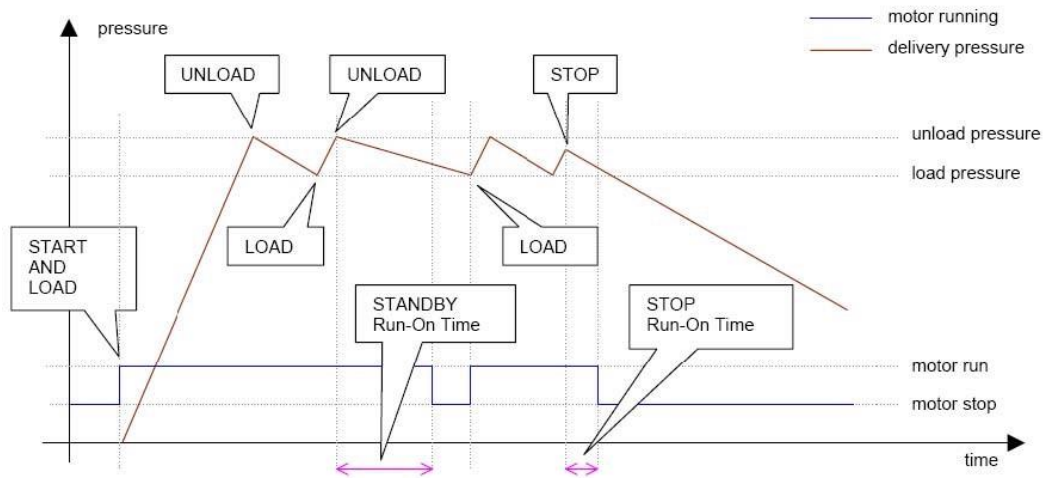 pressure
motor running
delivery pressure
UNLOAD
UNLOAD
STOP
unload pressure
load pressure
START
AND
LOAD
LOAD
LOAD
STANDBY
Run-On Time
STOP
Run-On Time
motor run
motor stop
time